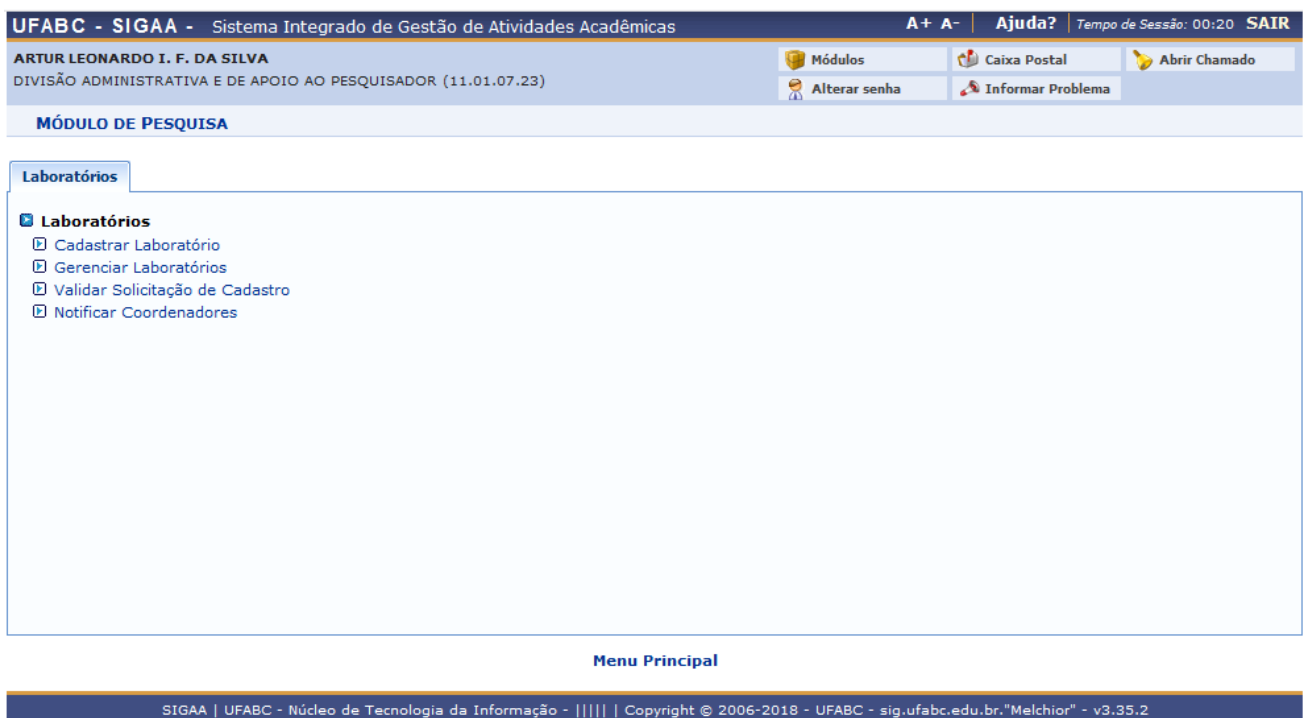 UFABC - SIGAA - Sistema Integrado de Gestão de Atividades Acadêmicas A+ A- Ajuda? Tempo de Sessão: 00:20 SAIR
ARTUR LEONARDO I. F. DA SILVA
DIVISÃO ADMINISTRATIVA E DE APOIO AO PESQUISADOR (11.01.07.23)
Módulos Caixa Postal Abrir Chamado
Alterar senha Informar Problema
MÓDULO DE PESQUISA
Laboratórios
Laboratórios
Cadastrar Laboratório
Gerenciar Laboratórios
Validar Solicitação de Cadastro
Notificar Coordenadores
Menu Principal
SIGAA | UFABC - Núcleo de Tecnologia da Informação - ||||| | Copyright © 2006-2018 - UFABC - sig.ufabc.edu.br."Melchior" - v3.35.2